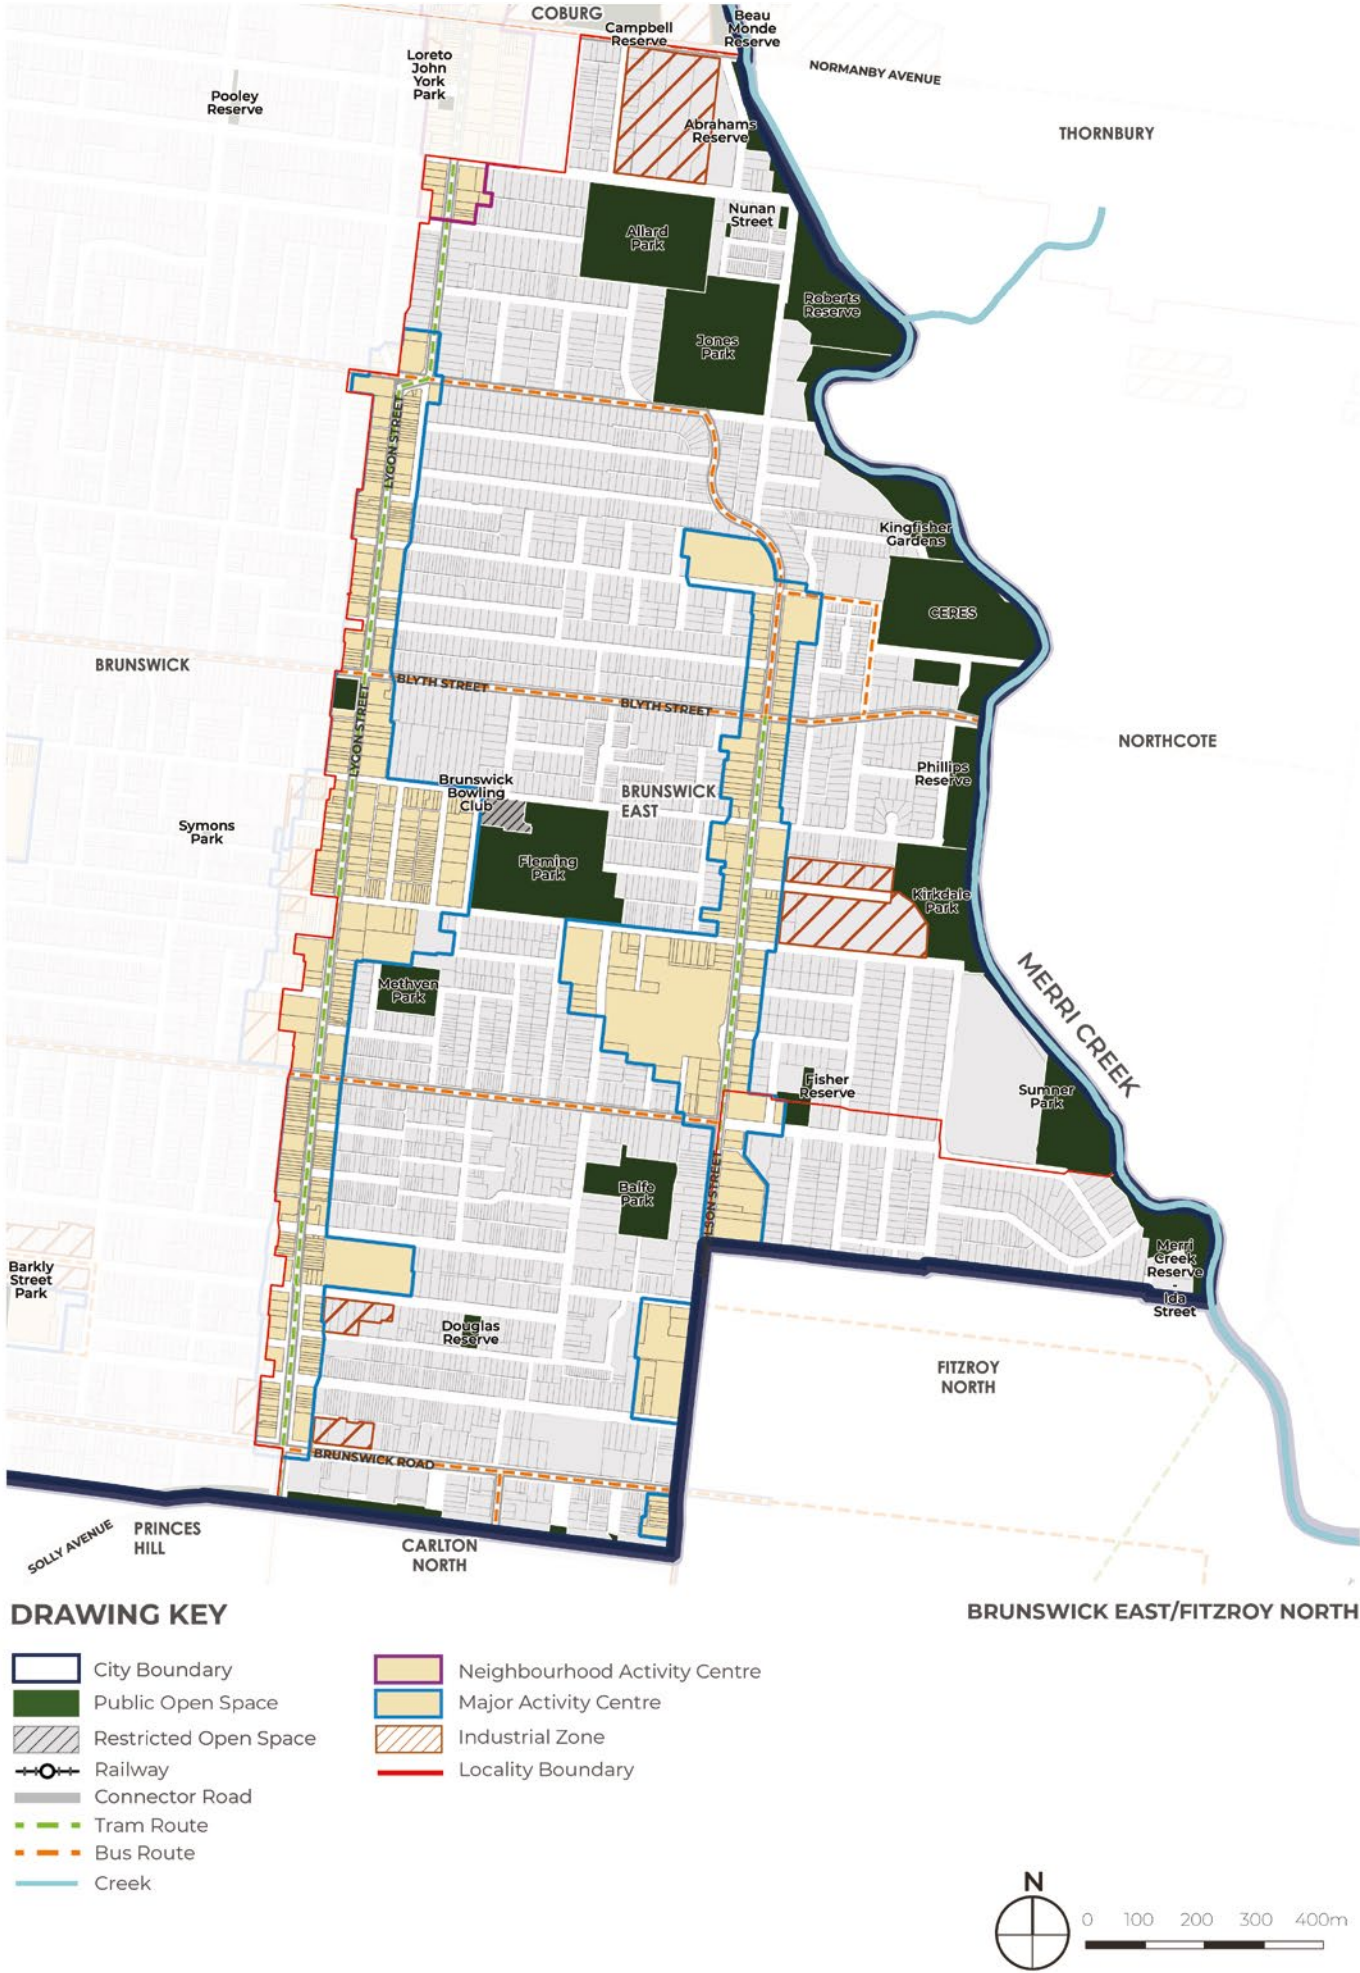 COBURG
Campbell
Reserve
Beau
Monde
Reserve
Loreto
John
York
Park
Pooley
Reserve
NORMANBY AVENUE
Abrahams
Reserve
THORNBURY
Nunan
Street
Allard
Park
Roberts
Reserve
Jones
Park
LYGON STREET
Kingfisher
Gardens
CERES
BRUNSWICK
BLYTH STREET
BLYTH STREET
LYGON STREET
NORTHCOTE
Phillips
Reserve
Brunswick
Bowling
Club
BRUNSWICK
EAST
Symons
Park
Fleming
Park
Kirkdale
Park
MERRI CREEK
Methven
Park
Fisher
Reserve
Sumner
Park
LSON STREET
Balfe
Park
Merri
Creek
Reserve
-
Ida
Street
Barkly
Street
Park
Douglas
Reserve
FITZROY
NORTH
BRUNSWICK ROAD
SOLLY AVENUE
PRINCES
HILL
CARLTON
NORTH
DRAWING KEY
BRUNSWICK EAST/FITZROY NORTH
City Boundary
Public Open Space
Restricted Open Space
Railway
Connector Road
Tram Route
Bus Route
Creek
Neighbourhood Activity Centre
Major Activity Centre
Industrial Zone
Locality Boundary
N
0 100 200 300 400m